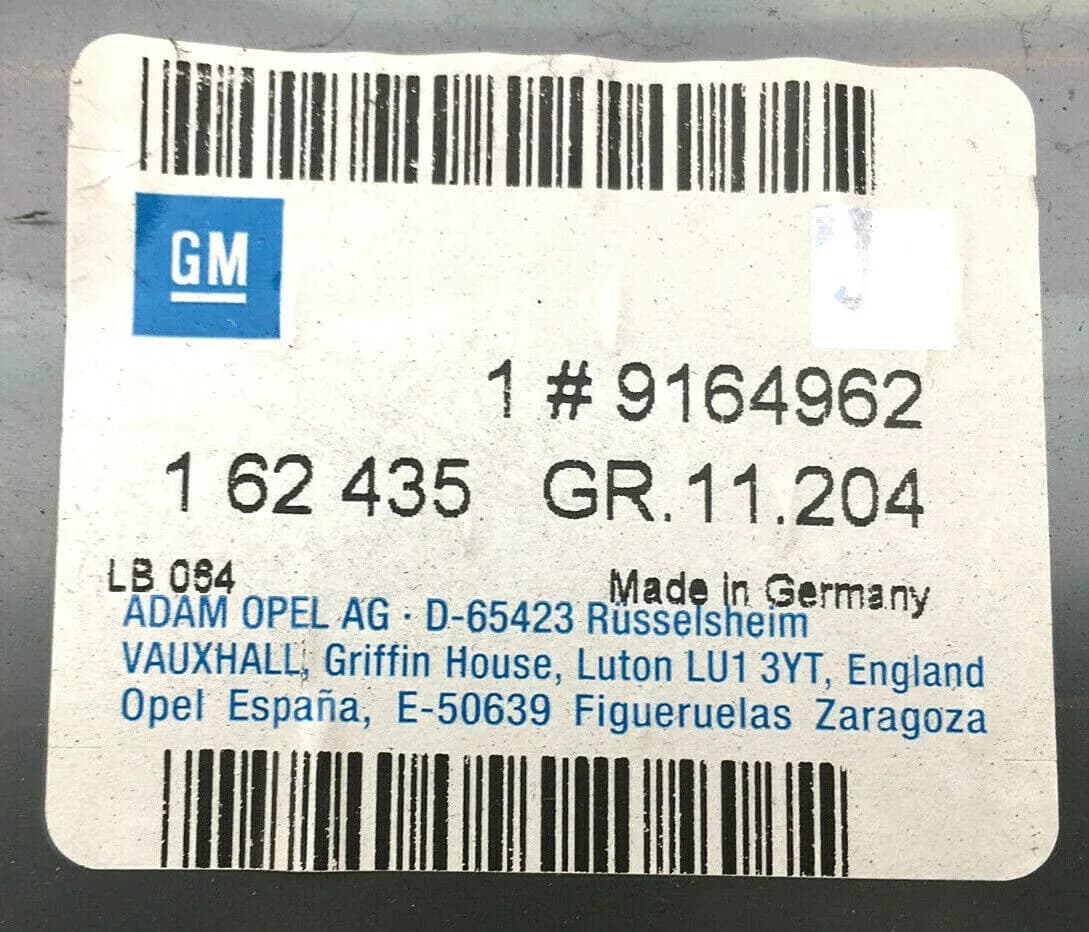 GM
1 # 9164962
1 62 435 GR.11.204
LB 064
Made in Germany
ADAM OPEL AG · D-65423 Rüsselsheim
VAUXHALL, Griffin House, Luton LU1 3YT, England
Opel España, E-50639 Figueruelas Zaragoza